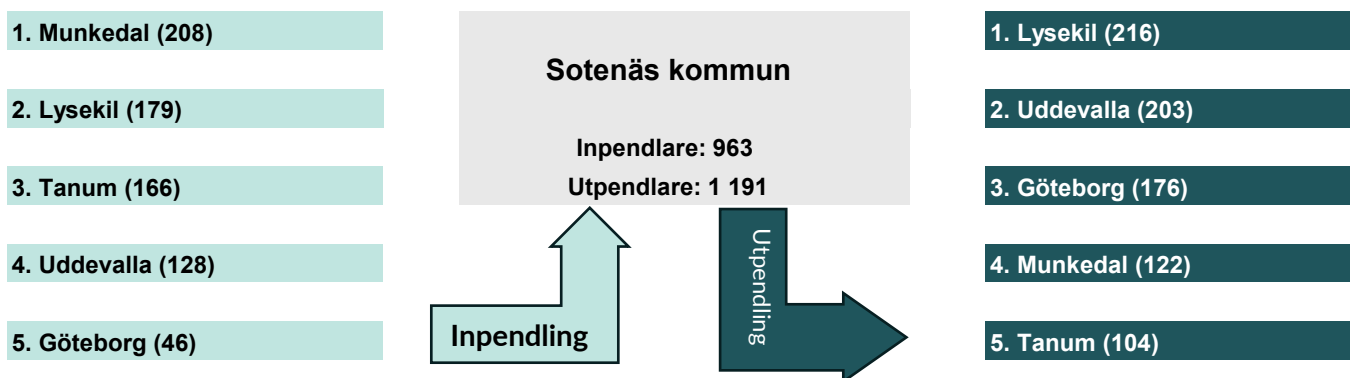 1. Munkedal (208)
2. Lysekil (179)
3. Tanum (166)
4. Uddevalla (128)
5. Göteborg (46)
Sotenäs kommun
Inpendlare: 963
Utpendlare: 1 191
Inpendling
Utpendling
1. Lysekil (216)
2. Uddevalla (203)
3. Göteborg (176)
4. Munkedal (122)
5. Tanum (104)